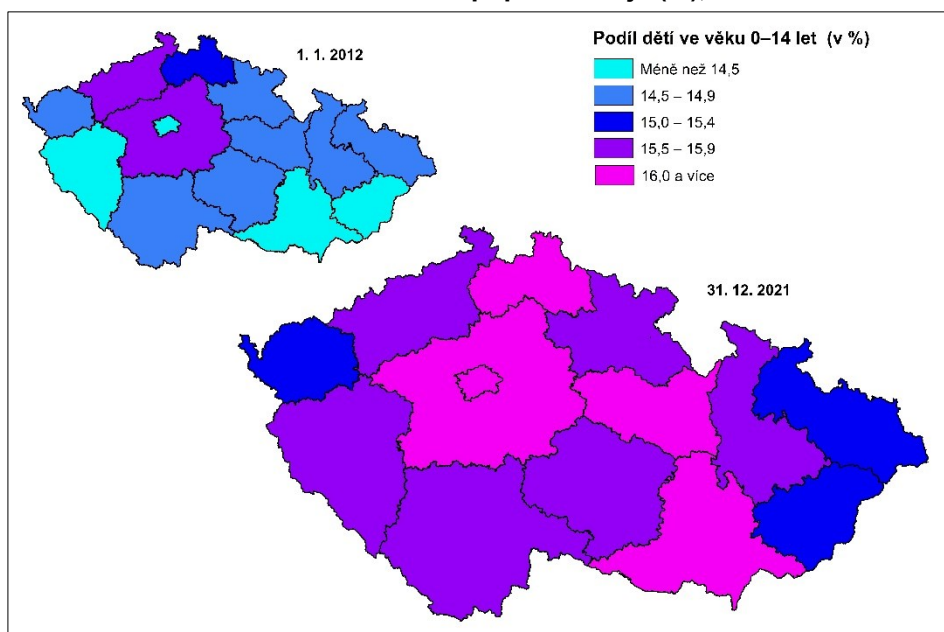 1. 1. 2012
Podíl dětí ve věku 0–14 let (v %)
Méně než 14,5
14,5 – 14,9
15,0 – 15,4
15,5 – 15,9
16,0 a více
31. 12. 2021